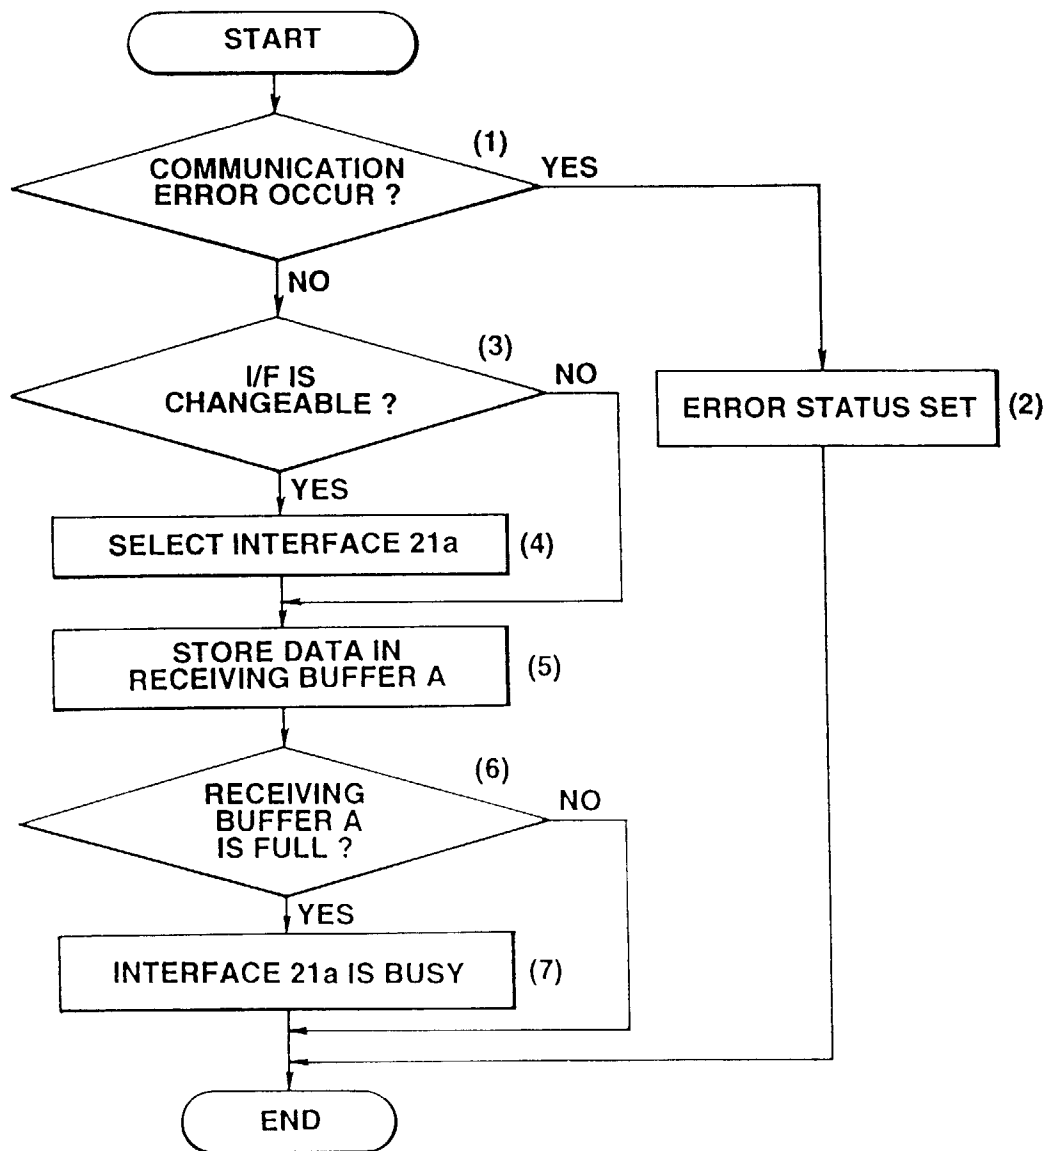 START
(1)
COMMUNICATION
ERROR OCCUR ?
YES
NO
(3)
I/F IS
CHANGEABLE ?
NO
ERROR STATUS SET
(2)
YES
SELECT INTERFACE 21a
(4)
STORE DATA IN
RECEIVING BUFFER A
(5)
(6)
RECEIVING
BUFFER A
IS FULL ?
NO
YES
INTERFACE 21a IS BUSY
(7)
END